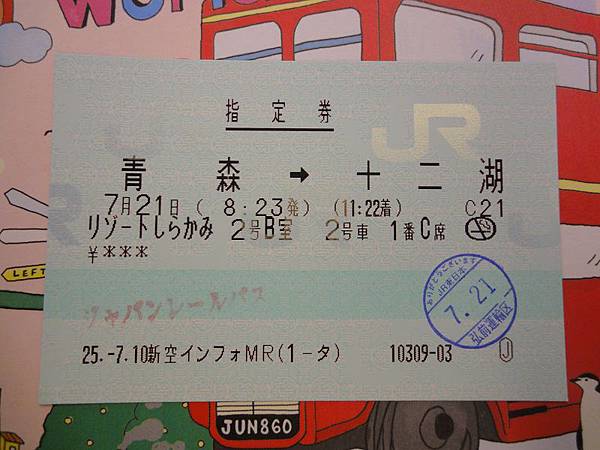 WOR
指定券
JR
青森 → 十二湖
7月21日 ( 8:23発) (11:22着) C21
リゾートしらかみ 2号B室 2号車 1番C席
¥***
LEFT
ジャパンレールパス
ありがとうございます
JR東日本
7.21
弘前運輸区
25.-7.10新空インフォMR(1-タ) 10309-03 U
JUN860